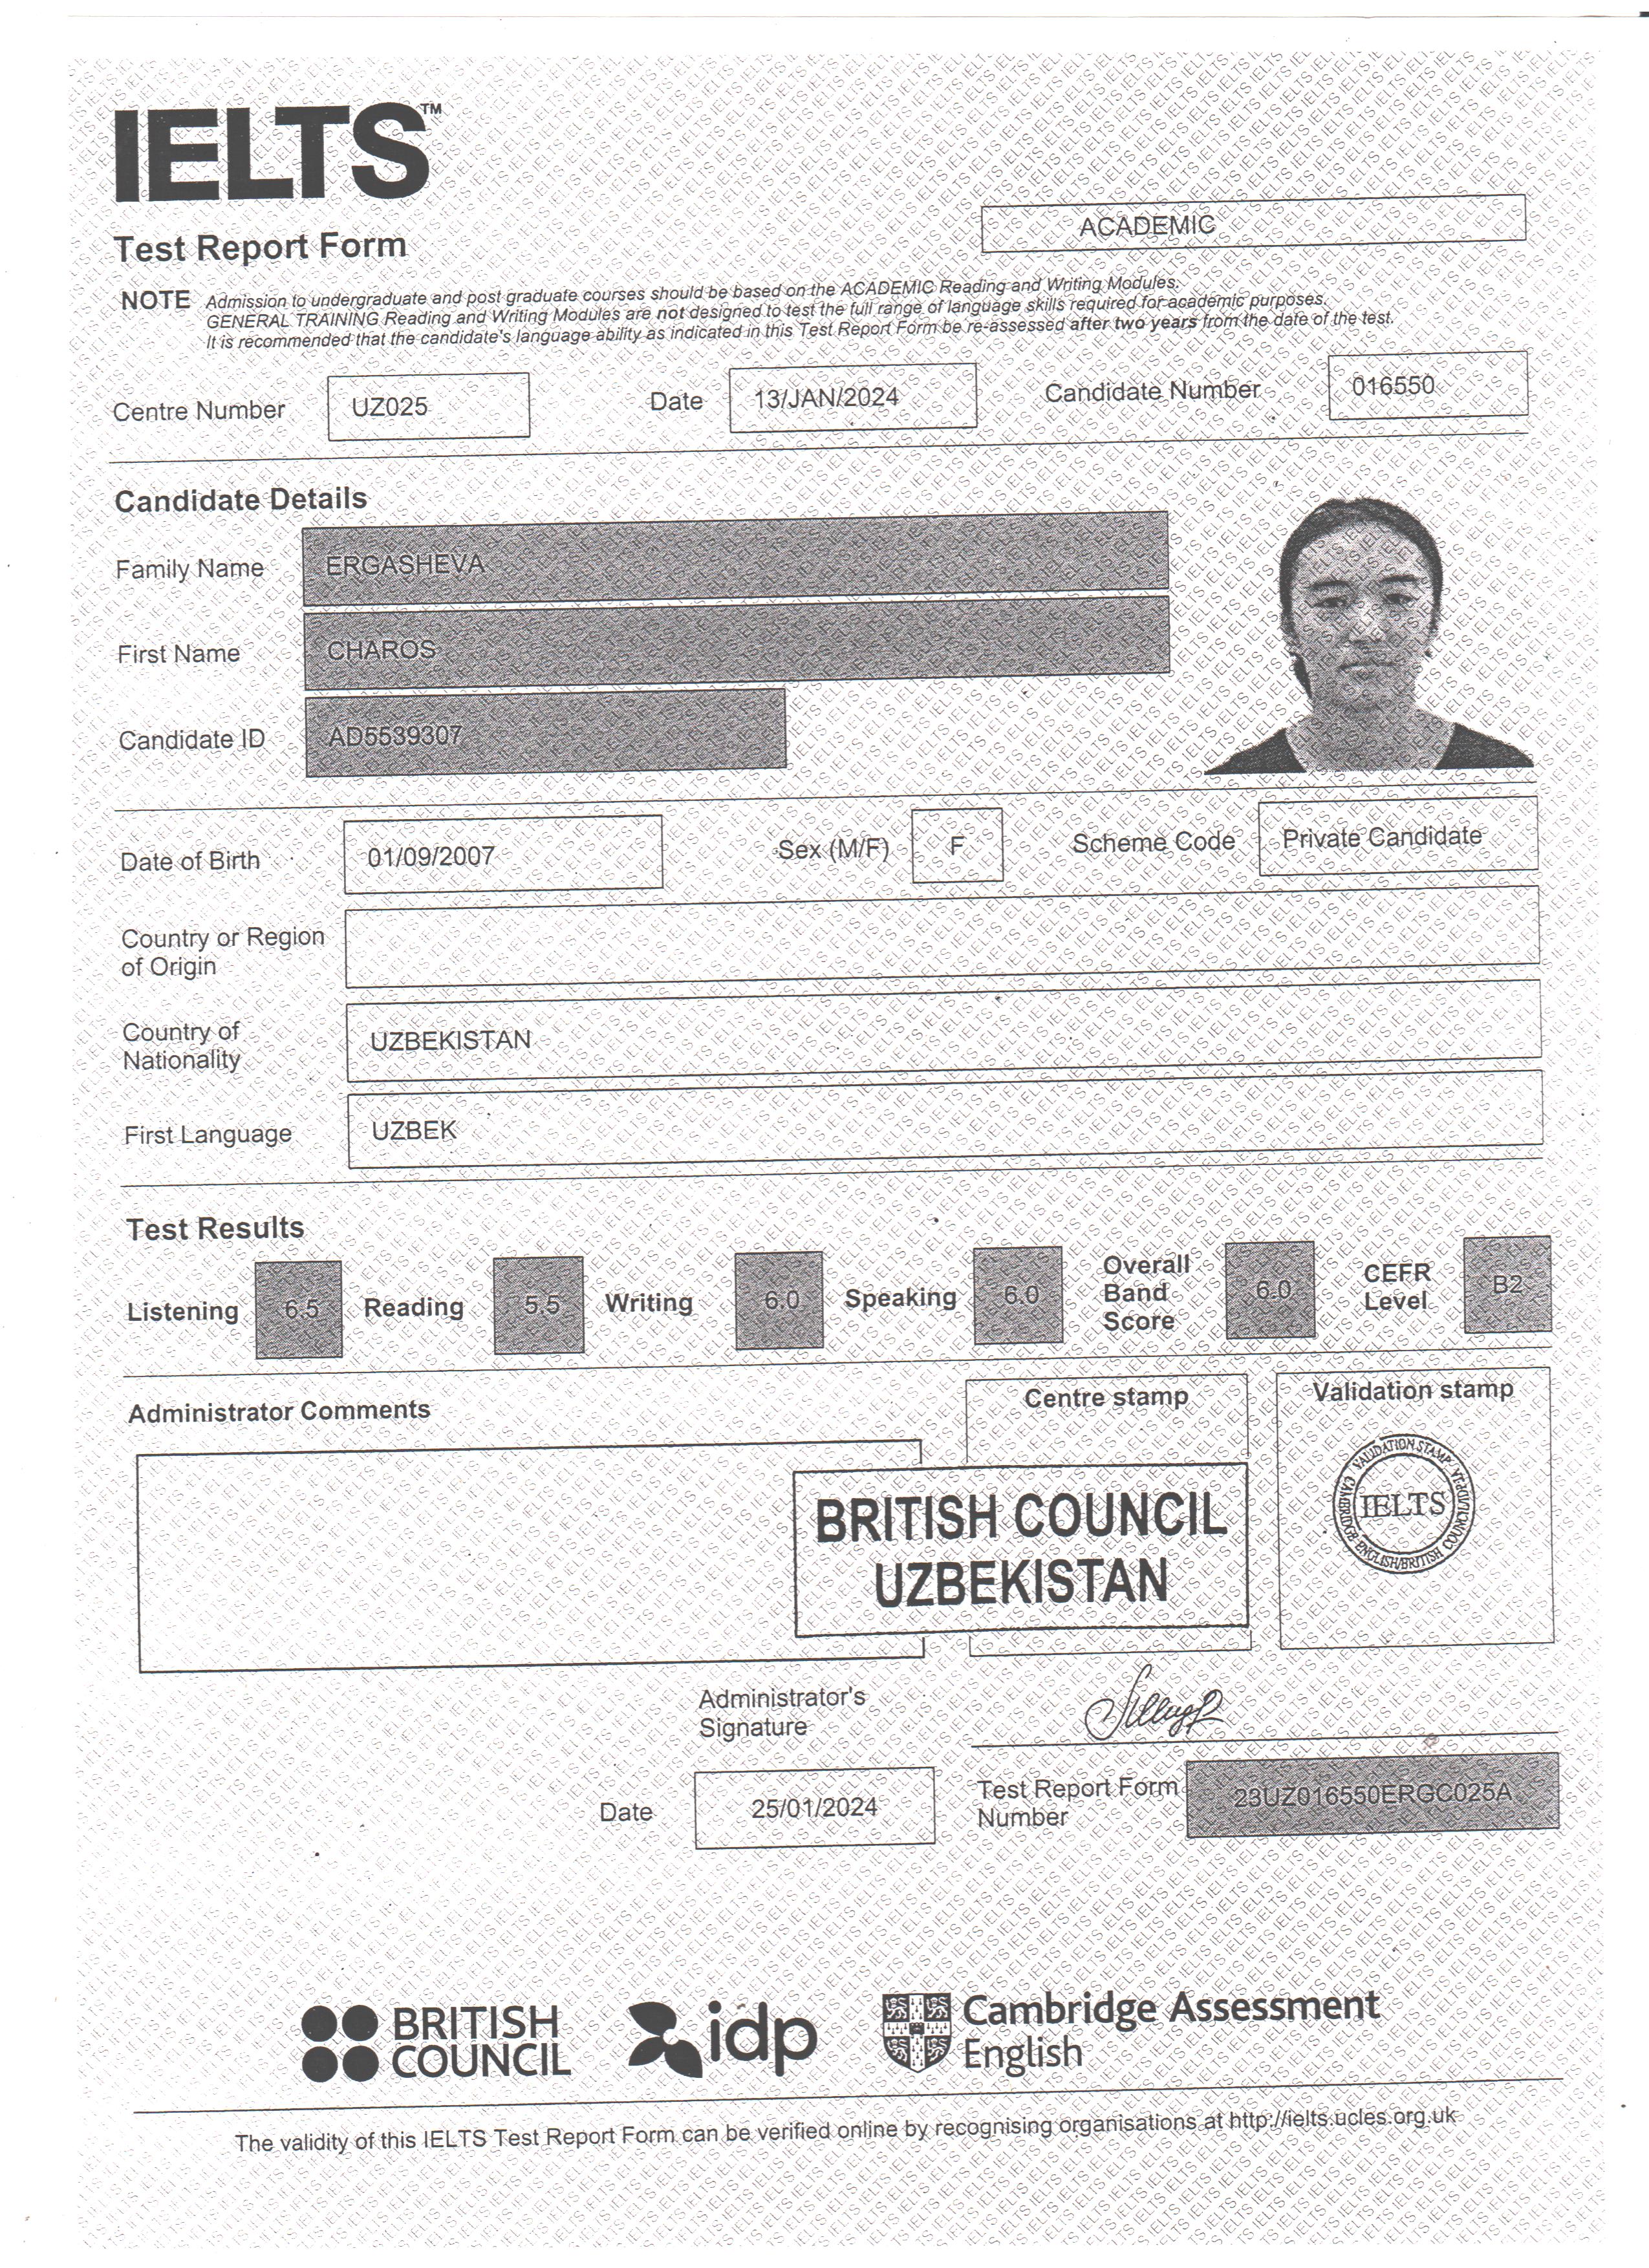 IELTS™
ACADEMIC
Test Report Form
NOTE Admission to undergraduate and post graduate courses should be based on the ACADEMIC Reading and Writing Modules.
GENERAL TRAINING Reading and Writing Modules are not designed to test the full range of language skills required for academic purposes.
It is recommended that the candidate's language ability as indicated in this Test Report Form be re-assessed after two years from the date of the test.
Centre Number UZ025 Date 13/JAN/2024 Candidate Number 016550
Candidate Details
Family Name ERGASHEVA
First Name CHAROS
Candidate ID AD5539307
Date of Birth 01/09/2007 Sex (M/F) F Scheme Code Private Candidate
Country or Region
of Origin
Country of
Nationality UZBEKISTAN
First Language UZBEK
Test Results
Listening 6.5 Reading 5.5 Writing 6.0 Speaking 6.0 Overall Band Score 6.0 CEFR Level B2
Administrator Comments
Centre stamp
BRITISH COUNCIL
UZBEKISTAN
Validation stamp
VALIDATION STAMP
IELTS
CAMBRIDGE ENGLISH/BRITISH COUNCIL/IDP:IA
Administrator's
Signature
Date 25/01/2024 Test Report Form
Number 23UZ016550ERGC025A
BRITISH
COUNCIL
idp
Cambridge Assessment
English
The validity of this IELTS Test Report Form can be verified online by recognising organisations at http://ielts.ucles.org.uk